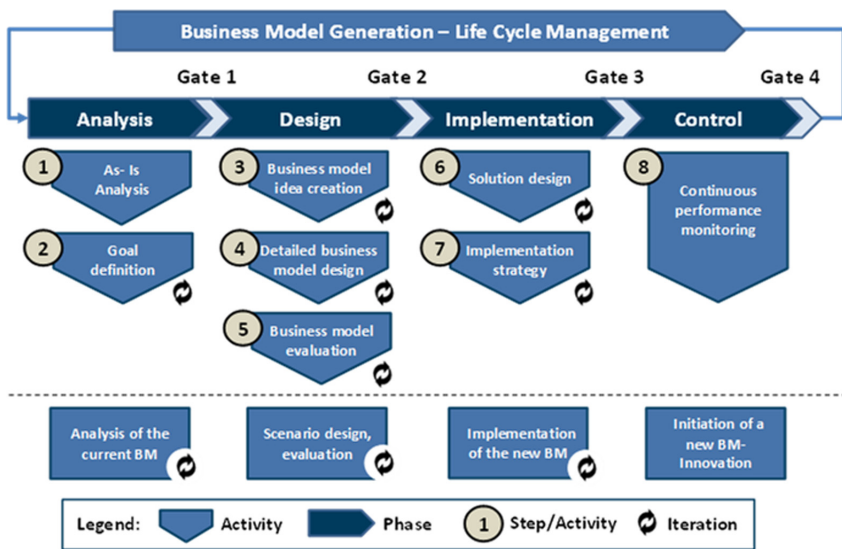 Business Model Generation – Life Cycle Management
Gate 1
Gate 2
Gate 3
Gate 4
Analysis
Design
Implementation
Control
1
As- Is
Analysis
2
Goal
definition
3
Business model
idea creation
4
Detailed business
model design
5
Business model
evaluation
6
Solution design
7
Implementation
strategy
8
Continuous
performance
monitoring
Analysis of the
current BM
Scenario design,
evaluation
Implementation
of the new BM
Initiation of a
new BM-
Innovation
Legend:
Activity
Phase
1
Step/Activity
Iteration